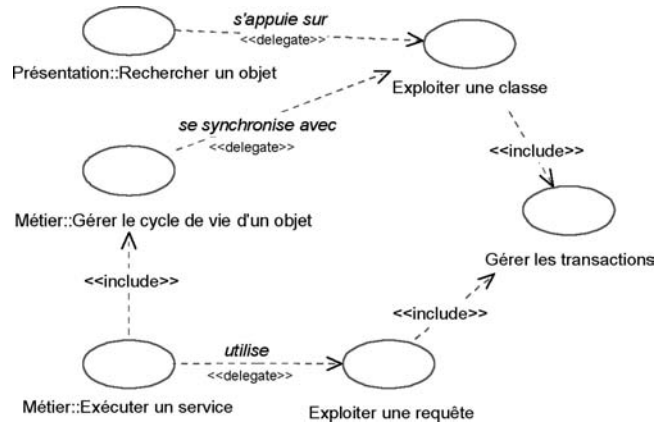 s'appuie sur
<<delegate>>
Présentation::Rechercher un objet
Exploiter une classe
se synchronise avec
<<delegate>>
<<include>>
Métier::Gérer le cycle de vie d'un objet
Gérer les transactions
<<include>>
<<include>>
utilise
<<delegate>>
Métier::Exécuter un service
Exploiter une requête